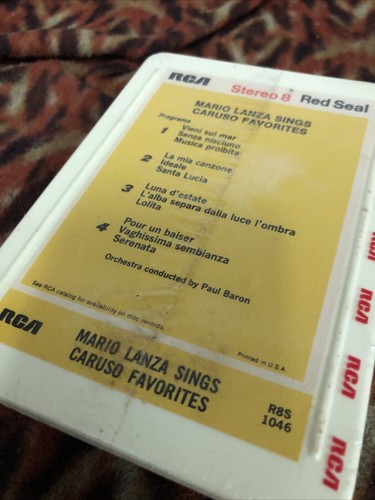 RCA
Stereo 8 Red Seal
MARIO LANZA SINGS
CARUSO FAVORITES
Programs
1 Vieni sul mar
Senza nisciuno
Musica proibita
2 La mia canzone
Ideale
Santa Lucia
3 Luna d'estate
L'alba separa dalla luce l'ombra
Lolita
4 Pour un baiser
Vaghissima sembianza
Serenata
Orchestra conducted by Paul Baron
See RCA catalog for availability on disc records.
Printed in U.S.A.
RCA
MARIO LANZA SINGS
CARUSO FAVORITES
R8S
1046
RCA
RCA
RCA
RCA
RCA